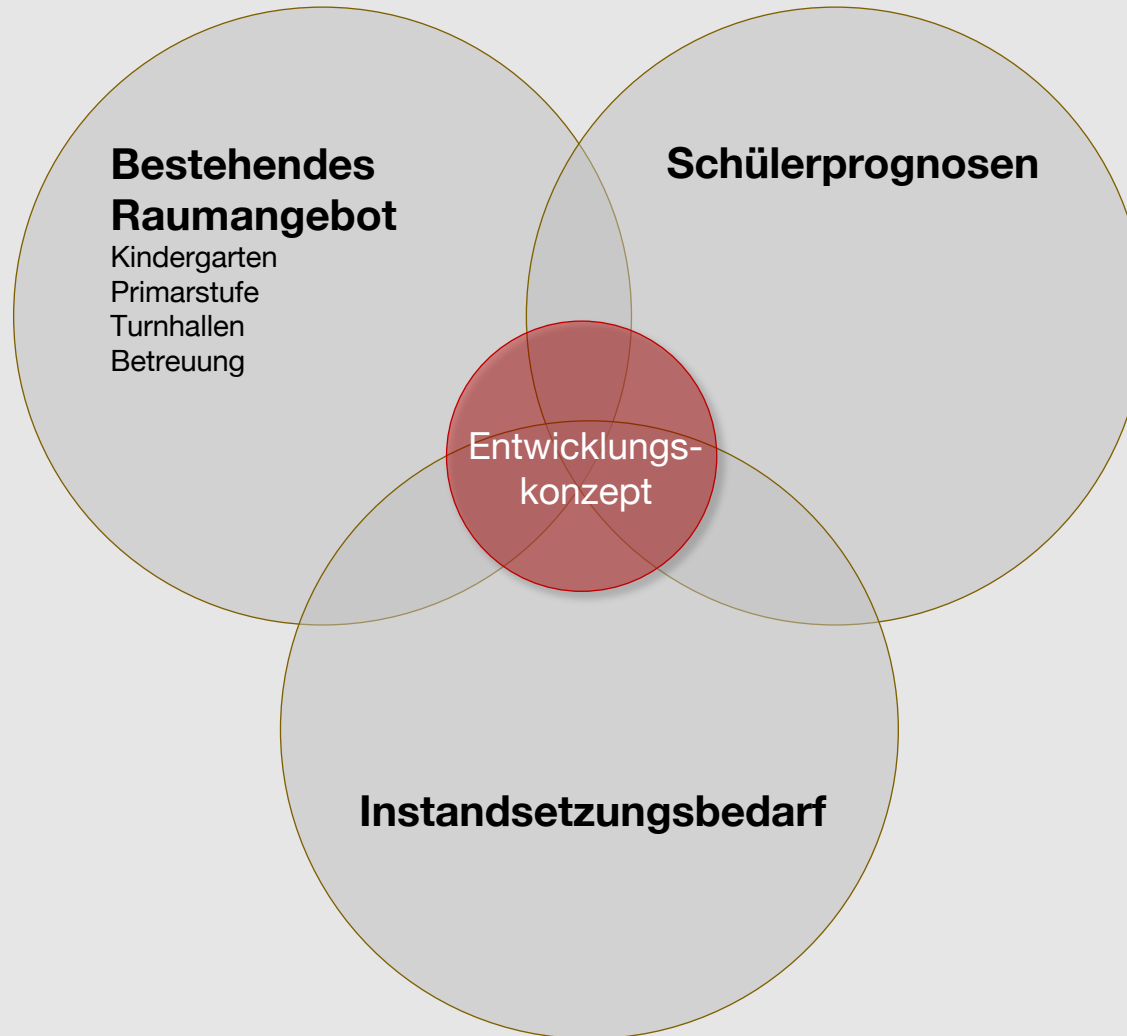 Bestehendes
Raumangebot
Kindergarten
Primarstufe
Turnhallen
Betreuung
Schülerprognosen
Entwicklungs-
konzept
Instandsetzungsbedarf